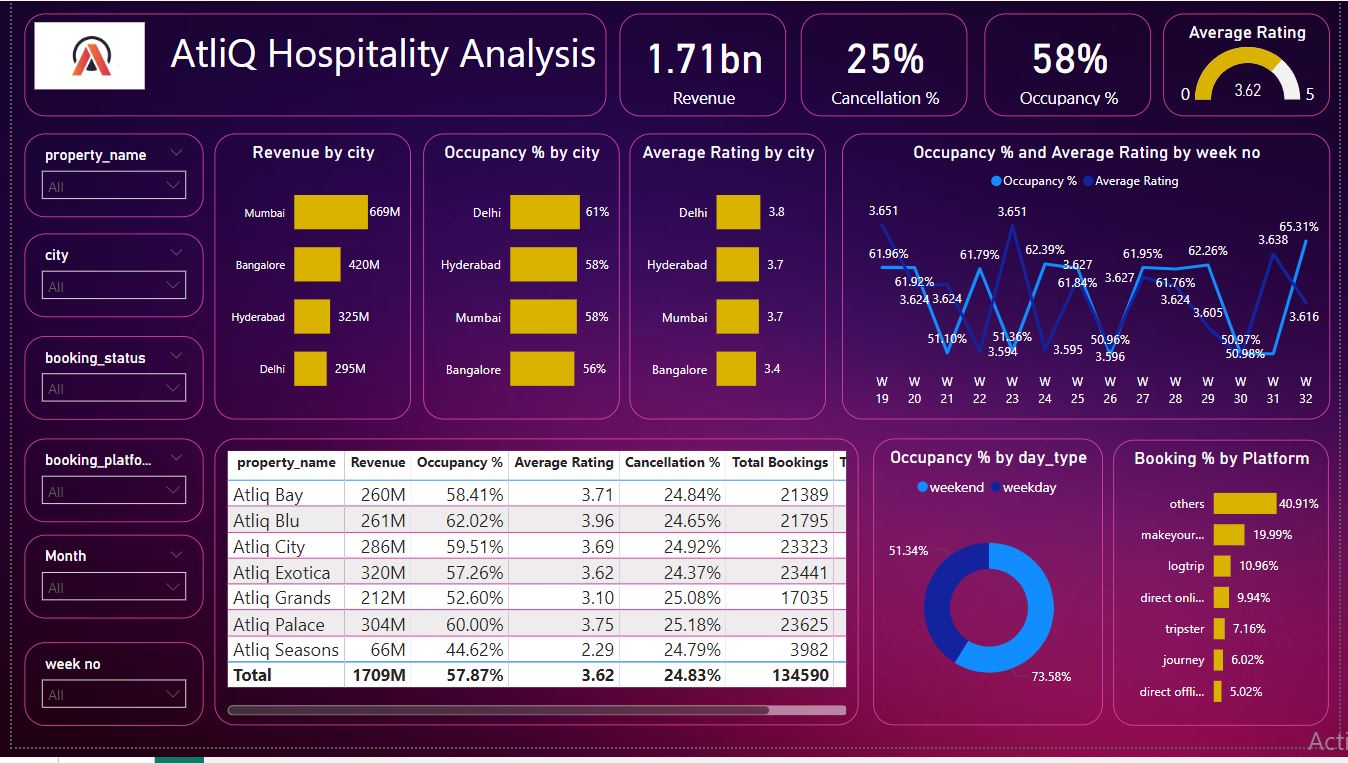 AtliQ Hospitality Analysis
1.71bn
Revenue
25%
Cancellation %
58%
Occupancy %
Average Rating
0
3.62
5
property_name
All
city
All
booking_status
All
booking_platfo...
All
Month
All
week no
All
Revenue by city
Mumbai 669M
Bangalore 420M
Hyderabad 325M
Delhi 295M
Occupancy % by city
Delhi 61%
Hyderabad 58%
Mumbai 58%
Bangalore 56%
Average Rating by city
Delhi 3.8
Hyderabad 3.7
Mumbai 3.7
Bangalore 3.4
Occupancy % and Average Rating by week no
Occupancy % Average Rating
3.651
61.96%
61.92%
3.624
3.624
51.10%
61.79%
3.594
3.651
51.36%
62.39%
3.595
3.627
61.84%
3.627
50.96%
3.596
61.95%
61.76%
3.624
62.26%
3.605
50.97%
50.98%
3.638
65.31%
3.616
W W W W W W W W W W W W W W
19 20 21 22 23 24 25 26 27 28 29 30 31 32
property_name Revenue Occupancy % Average Rating Cancellation % Total Bookings T
Atliq Bay 260M 58.41% 3.71 24.84% 21389
Atliq Blu 261M 62.02% 3.96 24.65% 21795
Atliq City 286M 59.51% 3.69 24.92% 23323
Atliq Exotica 320M 57.26% 3.62 24.37% 23441
Atliq Grands 212M 52.60% 3.10 25.08% 17035
Atliq Palace 304M 60.00% 3.75 25.18% 23625
Atliq Seasons 66M 44.62% 2.29 24.79% 3982
Total 1709M 57.87% 3.62 24.83% 134590
Occupancy % by day_type
weekend weekday
51.34%
73.58%
Booking % by Platform
others 40.91%
makeyour... 19.99%
logtrip 10.96%
direct onli... 9.94%
tripster 7.16%
journey 6.02%
direct offli... 5.02%
Acti